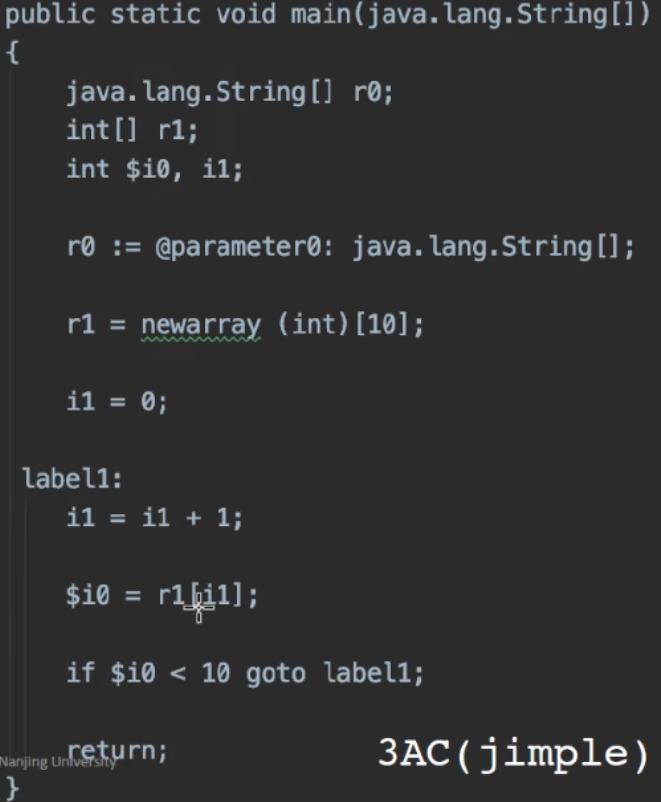 public static void main(java.lang.String[])
{
java.lang.String[] r0;
int[] r1;
int $i0, i1;
r0 := @parameter0: java.lang.String[];
r1 = newarray (int)[10];
i1 = 0;
label1:
i1 = i1 + 1;
$i0 = r1[i1];
if $i0 < 10 goto label1;
return;
3AC(jimple)
Nanjing University
}